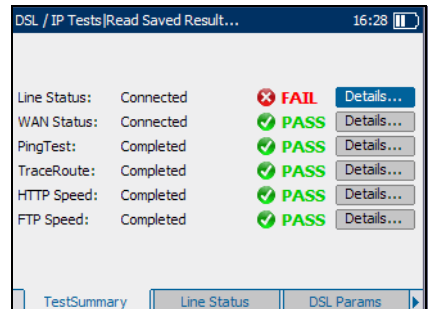 DSL / IP Tests|Read Saved Result... 16:28
Line Status: Connected FAIL Details...
WAN Status: Connected PASS Details...
PingTest: Completed PASS Details...
TraceRoute: Completed PASS Details...
HTTP Speed: Completed PASS Details...
FTP Speed: Completed PASS Details...
TestSummary Line Status DSL Params